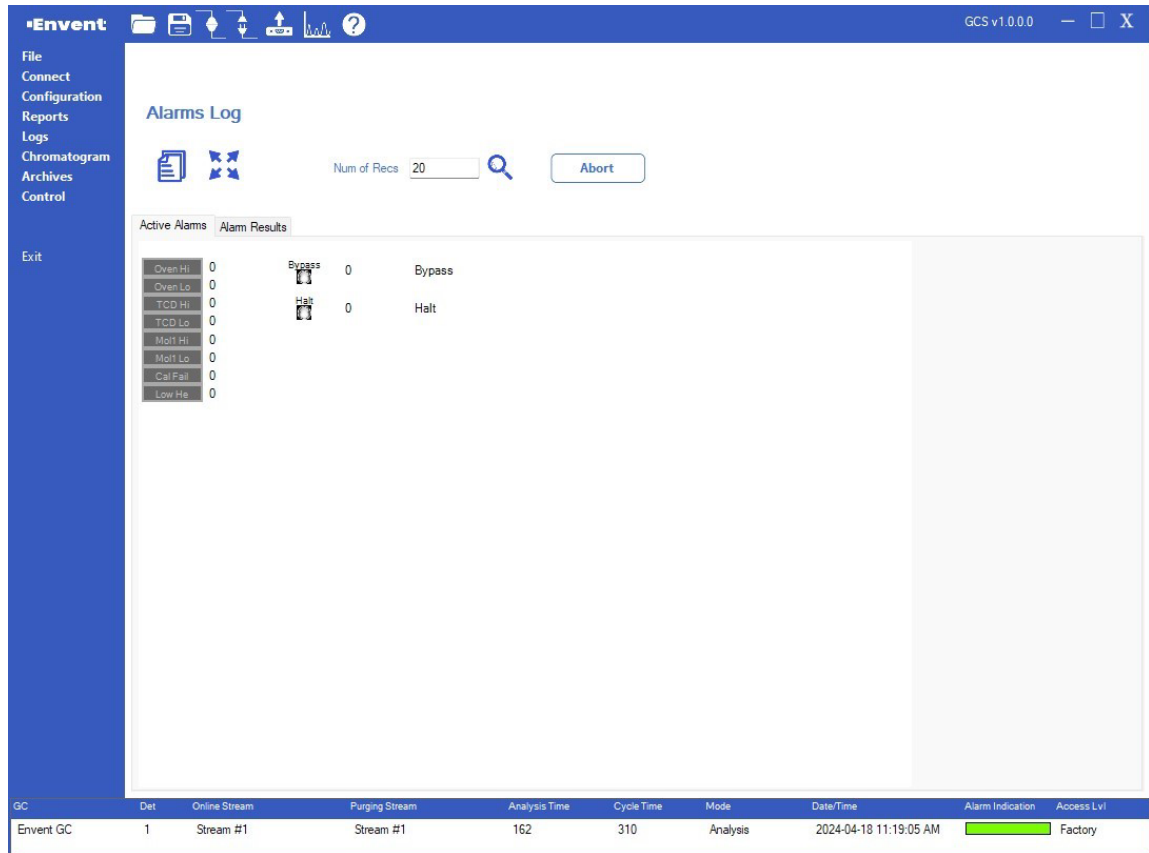 Envent GCS v1.0.0.0 X
File
Connect
Configuration
Reports
Logs
Chromatogram
Archives
Control
Exit
Alarms Log
Num of Recs 20 Abort
Active Alarms Alarm Results
Oven Hi 0
Oven Lo 0
TCD Hi 0
TCD Lo 0
Mol1 Hi 0
Mol1 Lo 0
Cal Fail 0
Low He 0
Bypass 0 Bypass
Halt 0 Halt
GC Det Online Stream Purging Stream Analysis Time Cycle Time Mode Date/Time Alarm Indication Access Lvl
Envent GC 1 Stream #1 Stream #1 162 310 Analysis 2024-04-18 11:19:05 AM Factory